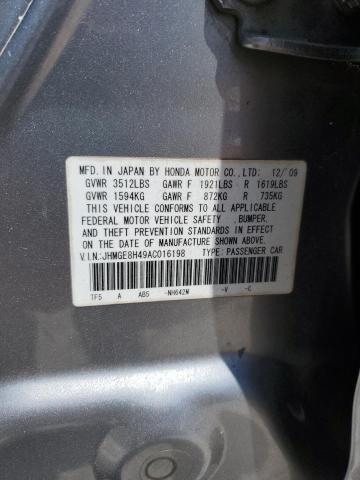 MFD. IN JAPAN BY HONDA MOTOR CO., LTD: 12/09
GVWR 3512LBS GAWR F 1921LBS R 1619LBS
GVWR 1594KG GAWR F 872KG R 735KG
THIS VEHICLE CONFORMS TO ALL APPLICABLE
FEDERAL MOTOR VEHICLE SAFETY , BUMPER,
AND THEFT PREVENTION STANDARDS IN EFFECT
ON THE DATE OF MANUFACTURE SHOWN ABOVE.
V.I.N: JHMGE8H49AC016198 TYPE: PASSENGER CAR
TF5 A AB5 -NH642M -V -C